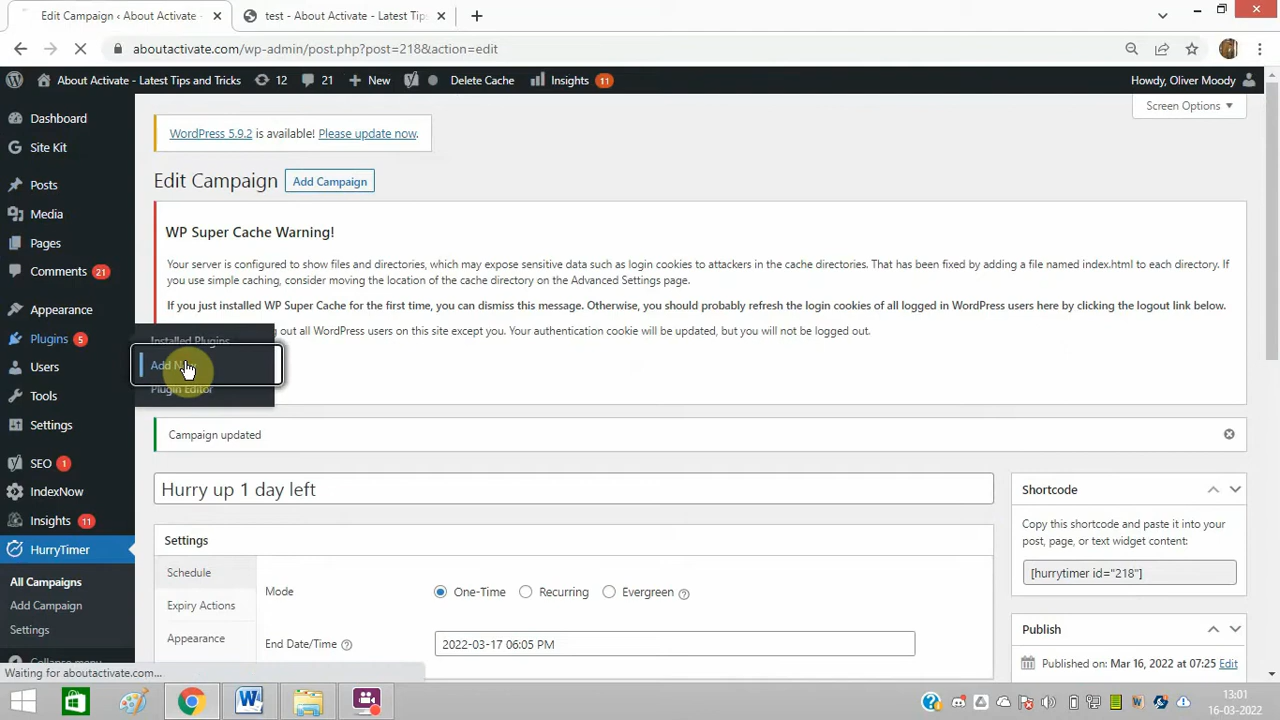 Edit Campaign ‹ About Activate -
test - About Activate - Latest Tips
aboutactivate.com/wp-admin/post.php?post=218&action=edit
About Activate - Latest Tips and Tricks
12
21
New
Delete Cache
Insights
11
Howdy, Oliver Moody
Dashboard
Site Kit
Posts
Media
Pages
Comments
21
Appearance
Plugins
5
Installed Plugins
Add
Plugin Editor
Users
Tools
Settings
SEO
1
IndexNow
Insights
11
HurryTimer
All Campaigns
Add Campaign
Settings
Collapse menu
Screen Options
WordPress 5.9.2 is available! Please update now.
Edit Campaign
Add Campaign
WP Super Cache Warning!
Your server is configured to show files and directories, which may expose sensitive data such as login cookies to attackers in the cache directories. That has been fixed by adding a file named index.html to each directory. If
you use simple caching, consider moving the location of the cache directory on the Advanced Settings page.
If you just installed WP Super Cache for the first time, you can dismiss this message. Otherwise, you should probably refresh the login cookies of all logged in WordPress users here by clicking the logout link below.
out all WordPress users on this site except you. Your authentication cookie will be updated, but you will not be logged out.
Campaign updated
Hurry up 1 day left
Settings
Schedule
Mode
One-Time
Recurring
Evergreen
Expiry Actions
Appearance
End Date/Time
2022-03-17 06:05 PM
Shortcode
Copy this shortcode and paste it into your
post, page, or text widget content:
[hurrytimer id="218"]
Publish
Published on: Mar 16, 2022 at 07:25 Edit
Waiting for aboutactivate.com...
13:01
16-03-2022